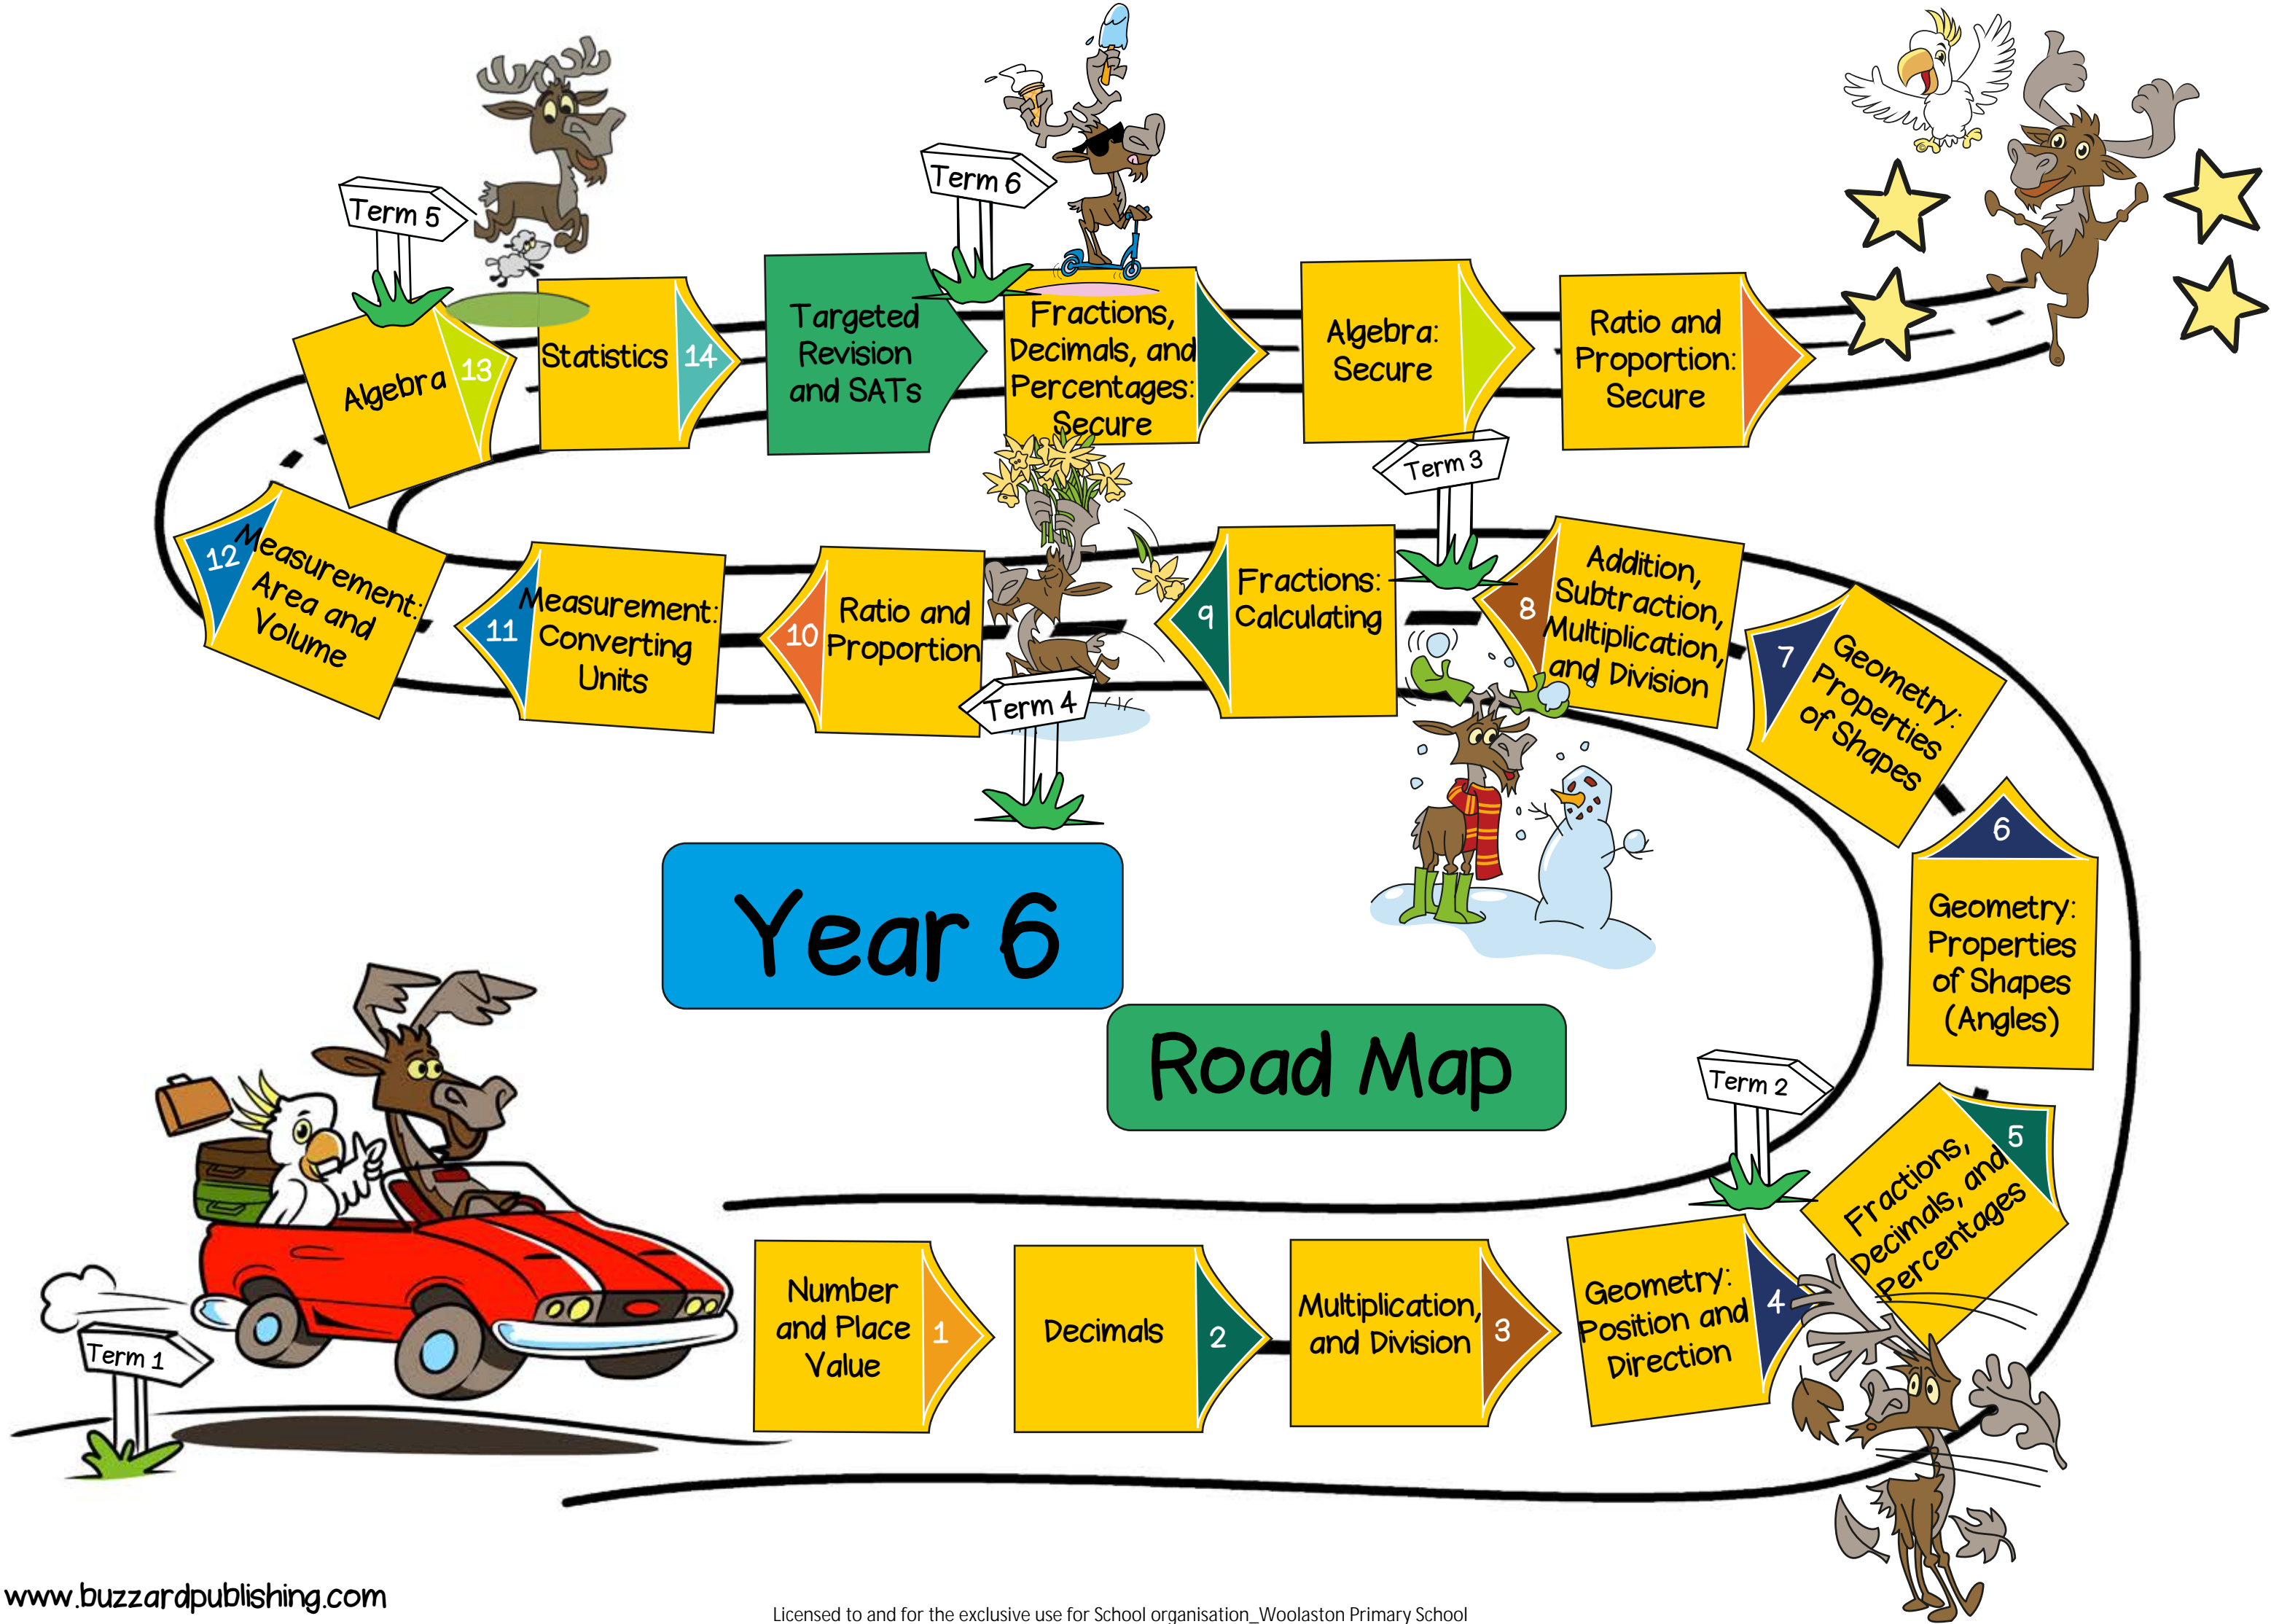 Term 5
Term 6
Algebra
13
Statistics
14
Targeted
Revision
and SATs
Fractions,
Decimals, and
Percentages:
Secure
Algebra:
Secure
Ratio and
Proportion:
Secure
12
Measurement:
Area and
Volume
11
Measurement:
Converting
Units
10
Ratio and
Proportion
Term 4
9
Fractions:
Calculating
Term 3
8
Addition,
Subtraction,
Multiplication,
and Division
7
Geometry:
Properties
of Shapes
6
Geometry:
Properties
of Shapes
(Angles)
Year 6
Road Map
Term 2
5
Fractions,
Decimals, and
Percentages
Term 1
Number
and Place
Value
1
Decimals
2
Multiplication,
and Division
3
Geometry:
Position and
Direction
4
www.buzzardpublishing.com
Licensed to and for the exclusive use for School organisation_Woolaston Primary School